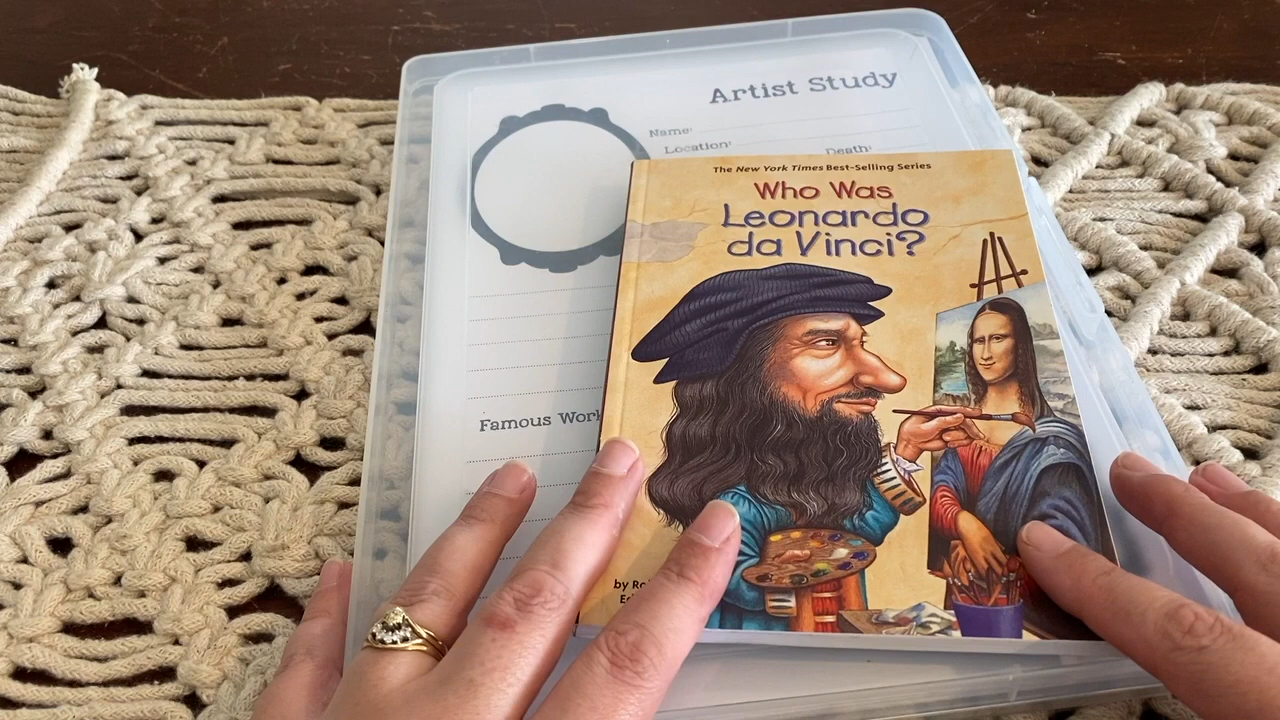 Artist Study
Name:
Location:
Death:
The New York Times Best-Selling Series
Who Was
Leonardo
da Vinci?
Famous
by